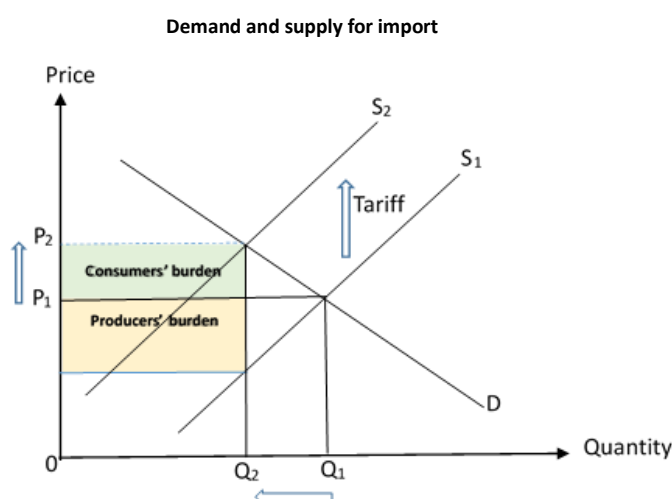 Demand and supply for import
Price
S2
S1
Tariff
P2
Consumers' burden
P1
Producers' burden
D
0
Q2
Q1
Quantity